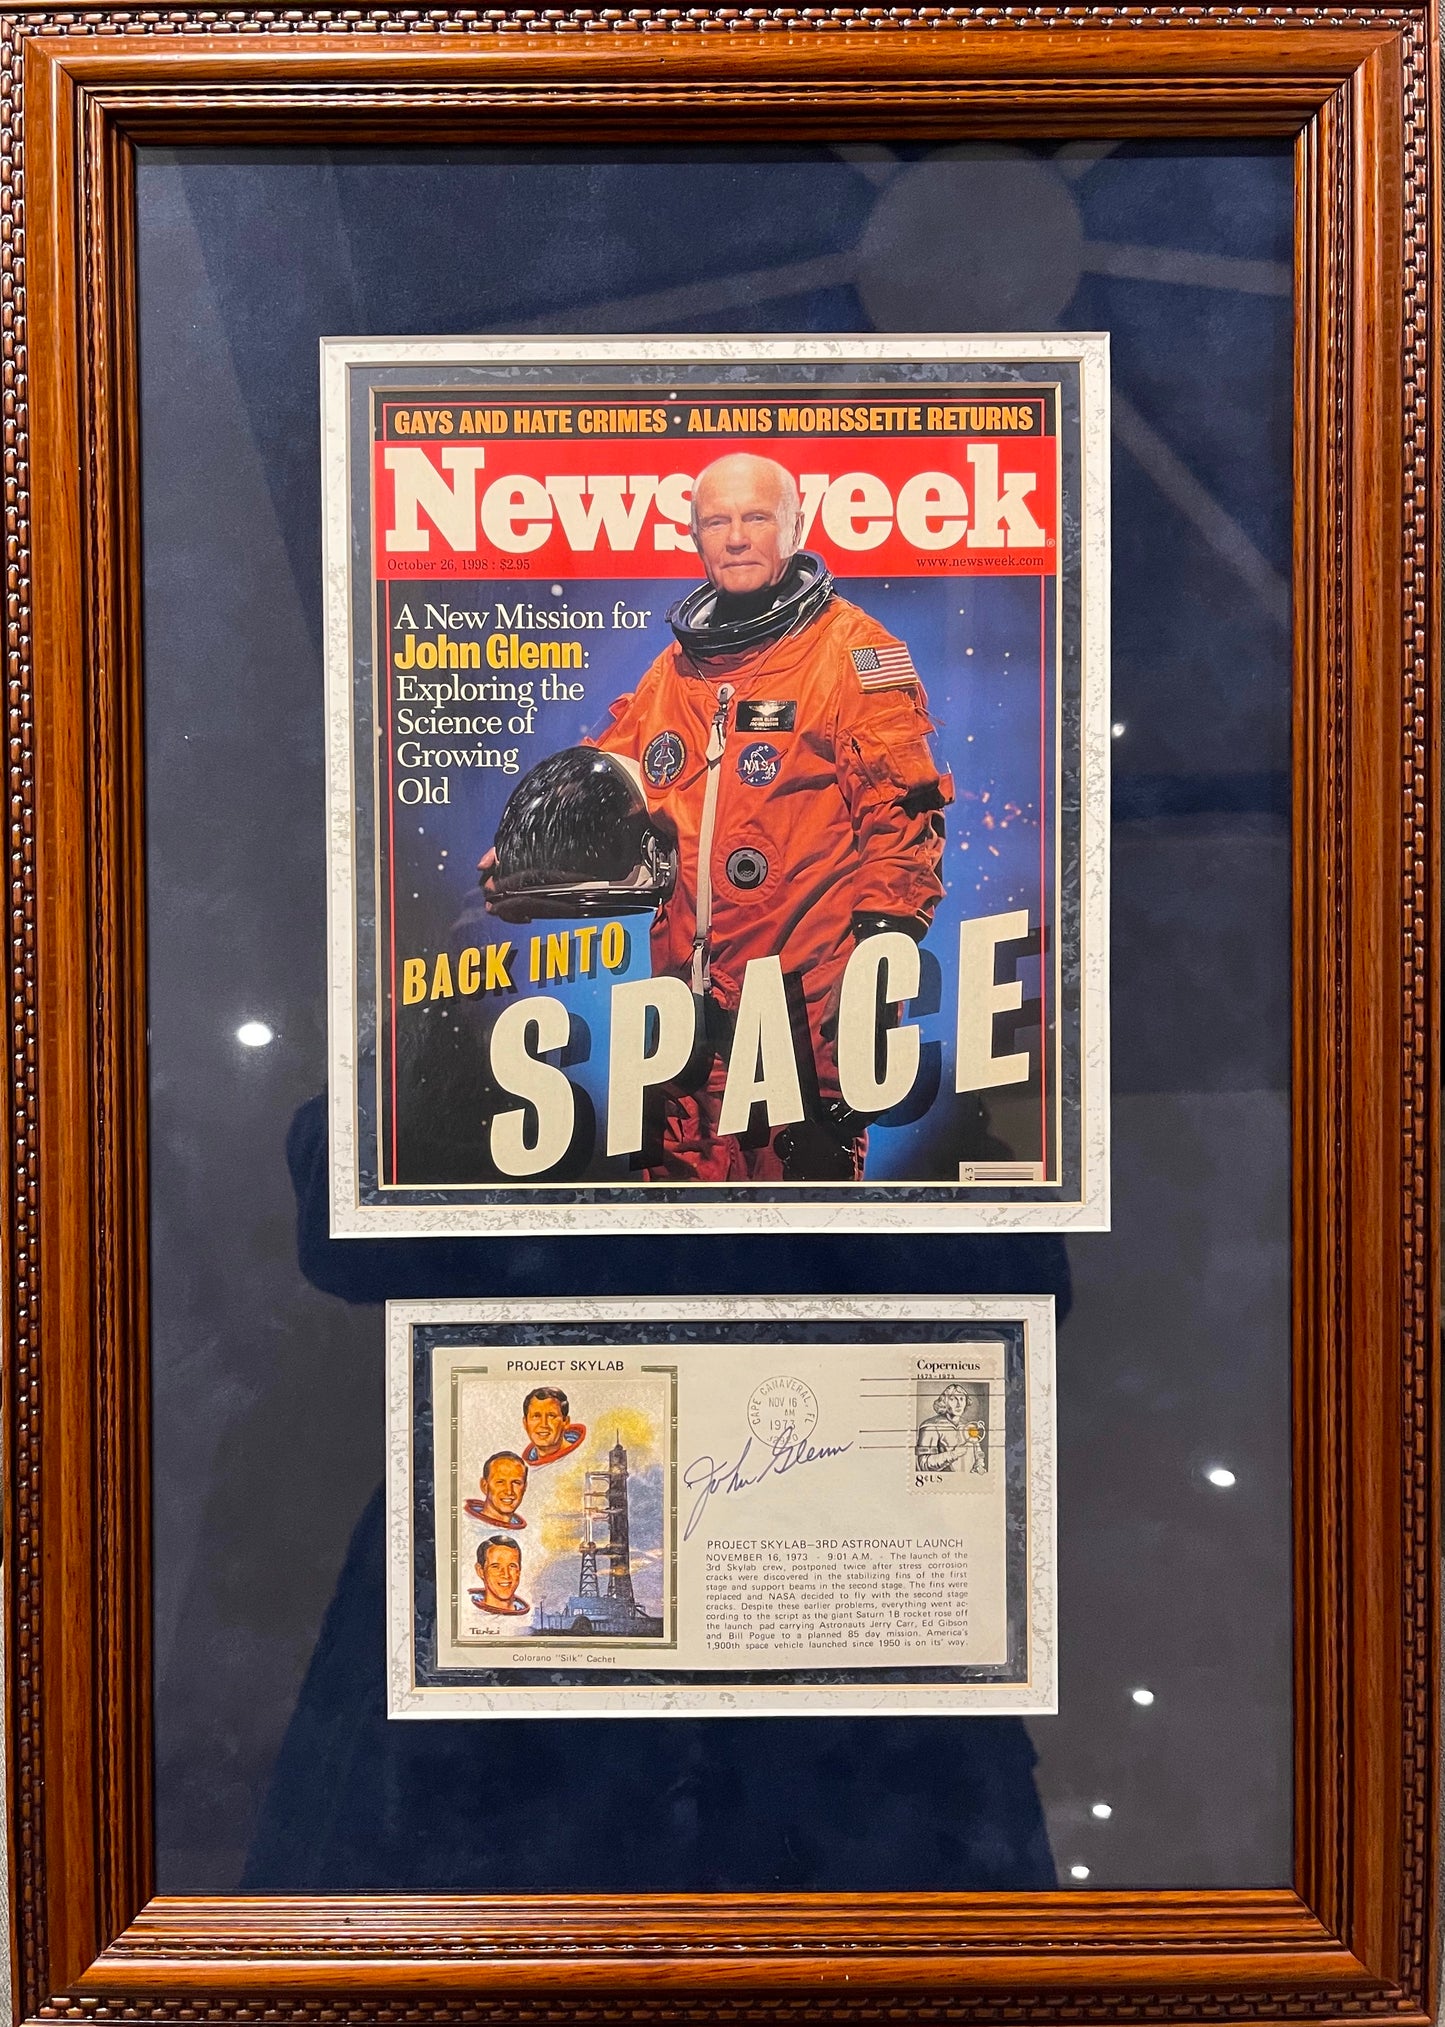 GAYS AND HATE CRIMES • ALANIS MORISSETTE RETURNS
Newsweek
October 26, 1998 : $2.95
www.newsweek.com
A New Mission for
John Glenn:
Exploring the
Science of
Growing
Old
JOHN GLENN
NASA
BACK INTO
SPACE
43
PROJECT SKYLAB
Tenzi
Colorano "Silk" Cachet
CAPE CANAVERAL, FL
NOV 16
AM
1973
John Glenn
Copernicus
1473-1973
8¢US
PROJECT SKYLAB—3RD ASTRONAUT LAUNCH
NOVEMBER 16, 1973 - 9:01 A.M. - The launch of the
3rd Skylab crew, postponed twice after stress corrosion
cracks were discovered in the stabilizing fins of the first
stage and support beams in the second stage. The fins were
replaced and NASA decided to fly with the second stage
cracks. Despite these earlier problems, everything went ac-
cording to the script as the giant Saturn 1B rocket rose off
the launch pad carrying Astronauts Jerry Carr, Ed Gibson
and Bill Pogue to a planned 85 day mission. America's
1,900th space vehicle launched since 1950 is on its' way.